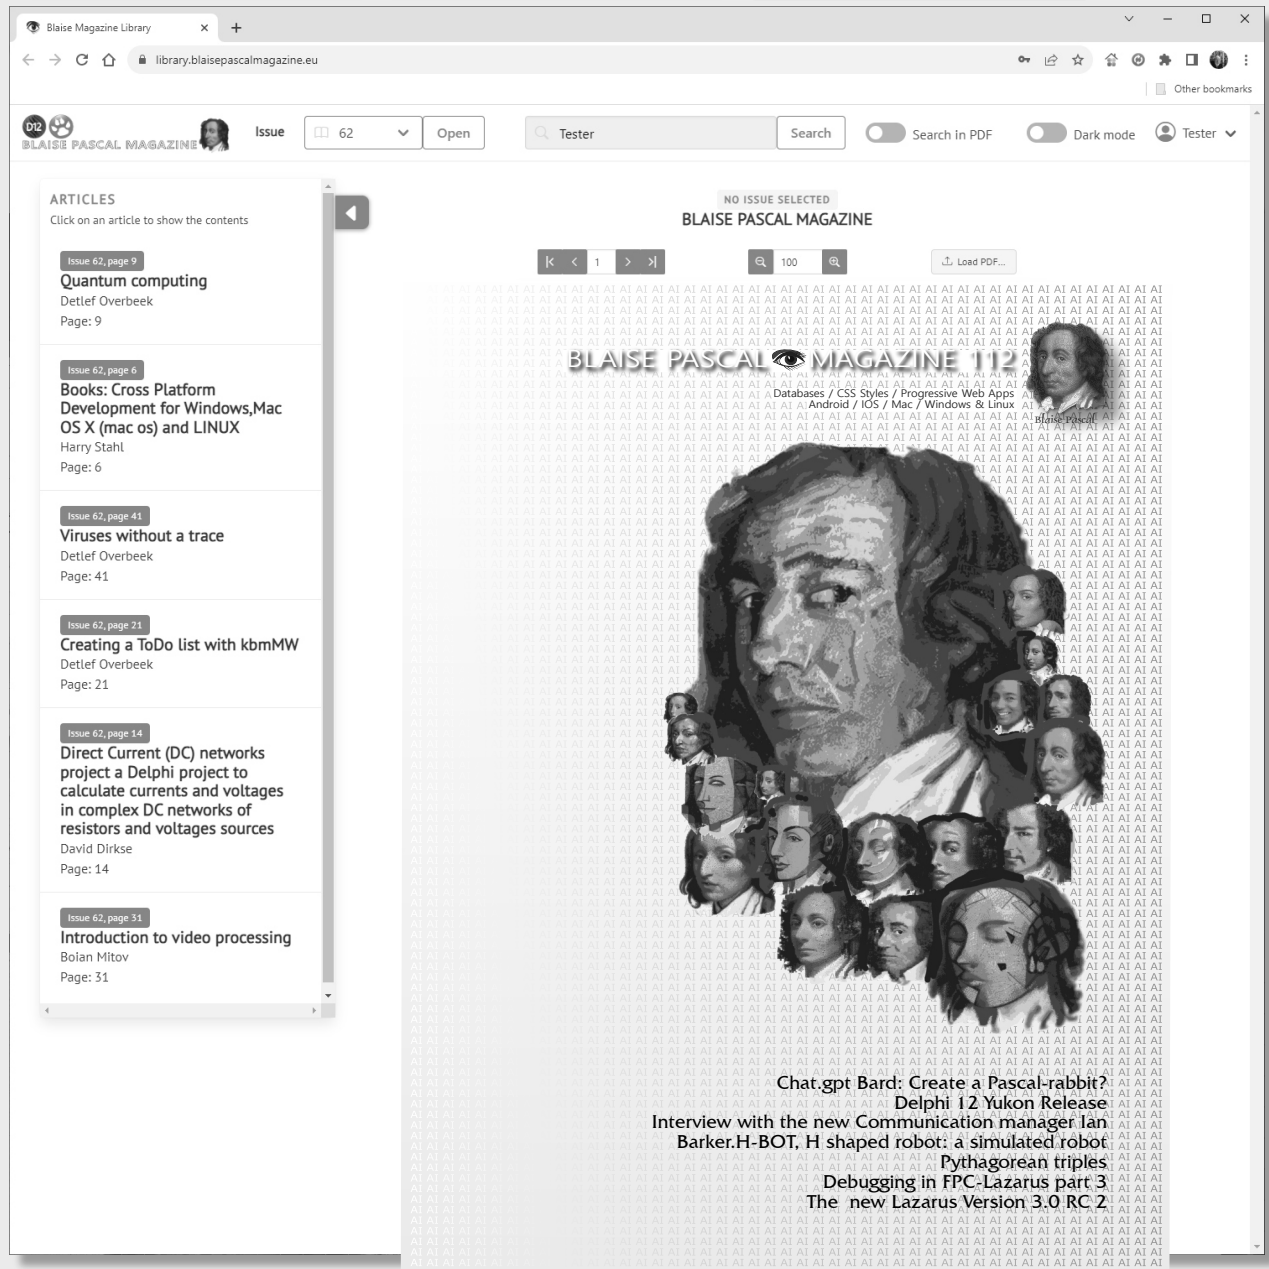 Blaise Magazine Library
library.blaisepascalmagazine.eu
Other bookmarks
D12
BLAISE PASCAL MAGAZINE
Issue
62
Open
Tester
Search
Search in PDF
Dark mode
Tester
ARTICLES
Click on an article to show the contents
Issue 62, page 9
Quantum computing
Detlef Overbeek
Page: 9
Issue 62, page 6
Books: Cross Platform
Development for Windows,Mac
OS X (mac os) and LINUX
Harry Stahl
Page: 6
Issue 62, page 41
Viruses without a trace
Detlef Overbeek
Page: 41
Issue 62, page 21
Creating a ToDo list with kbmMW
Detlef Overbeek
Page: 21
Issue 62, page 14
Direct Current (DC) networks
project a Delphi project to
calculate currents and voltages
in complex DC networks of
resistors and voltages sources
David Dirkse
Page: 14
Issue 62, page 31
Introduction to video processing
Boian Mitov
Page: 31
NO ISSUE SELECTED
BLAISE PASCAL MAGAZINE
1
100
Load PDF...
BLAISE PASCAL MAGAZINE 112
Databases / CSS Styles / Progressive Web Apps
Android / IOS / Mac / Windows & Linux
Blaise Pascal
Chat.gpt Bard: Create a Pascal-rabbit?
Delphi 12 Yukon Release
Interview with the new Communication manager Ian
Barker.H-BOT, H shaped robot: a simulated robot
Pythagorean triples
Debugging in FPC-Lazarus part 3
The new Lazarus Version 3.0 RC 2